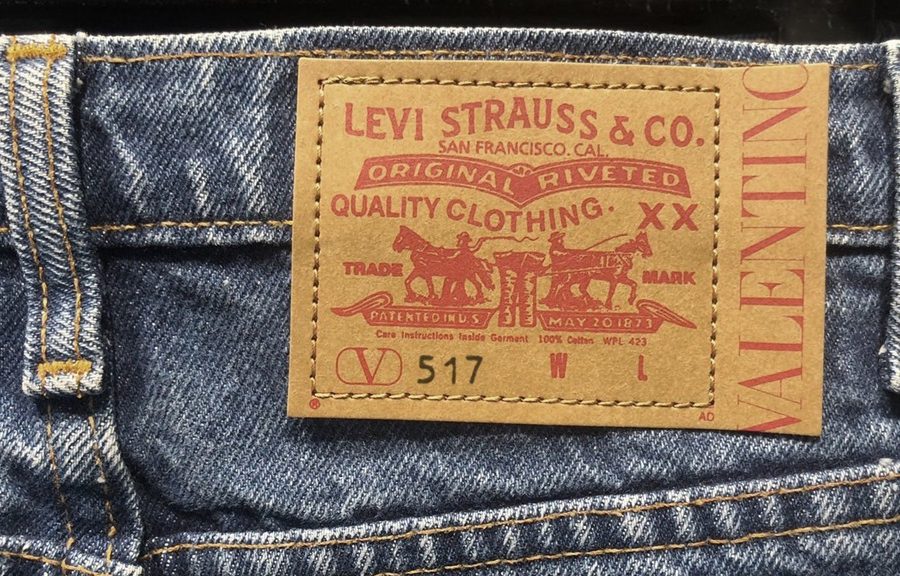 LEVI STRAUSS & CO.
SAN FRANCISCO. CAL.
ORIGINAL RIVETED
QUALITY CLOTHING. XX
TRADE MARK
PATENTED IN U.S. MAY 20 1873
Care Instructions Inside Garment 100% Cotton WPL 423
V 517 W L
® AD
VALENTINO